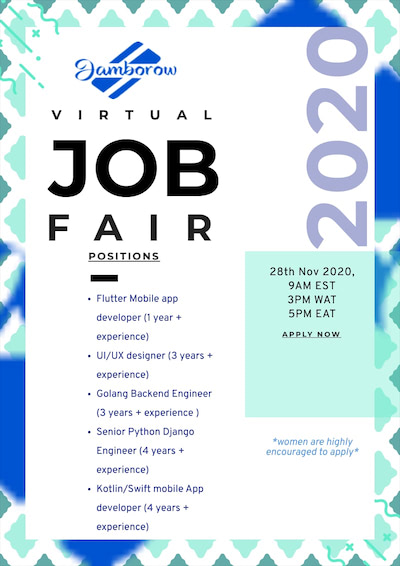 Jamborow
VIRTUAL
JOB
FAIR
2020
POSITIONS
• Flutter Mobile app
developer (1 year +
experience)
• UI/UX designer (3 years +
experience)
• Golang Backend Engineer
(3 years + experience )
• Senior Python Django
Engineer (4 years +
experience)
• Kotlin/Swift mobile App
developer (4 years +
experience)
28th Nov 2020,
9AM EST
3PM WAT
5PM EAT
APPLY NOW
*women are highly
encouraged to apply*